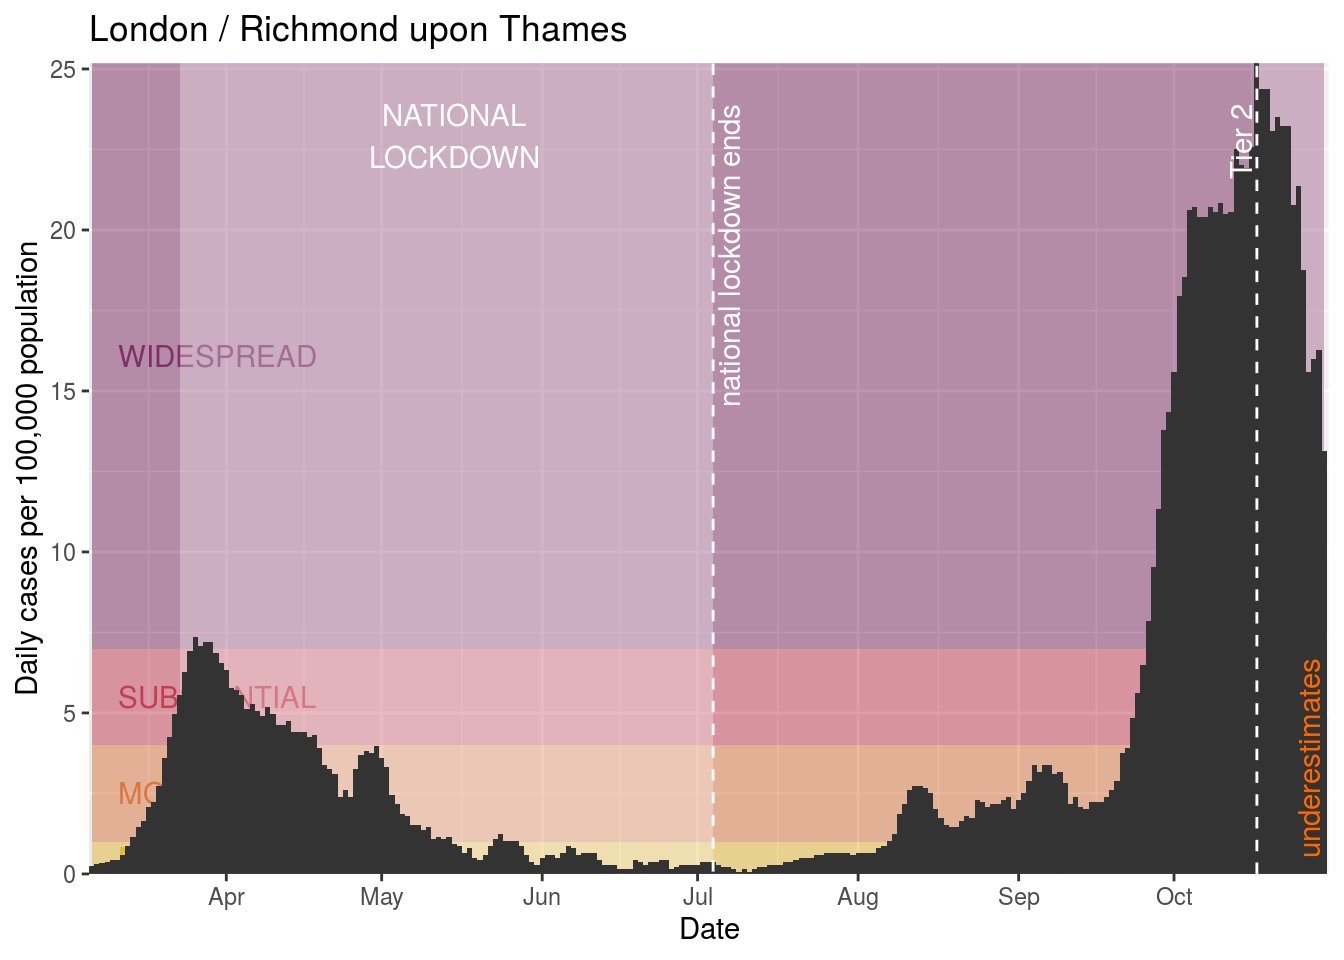 London / Richmond upon Thames
Daily cases per 100,000 population
25
20
15
10
5
0
NATIONAL
LOCKDOWN
national lockdown ends
Tier 2
WIDESPREAD
underestimates
Apr
May
Jun
Jul
Aug
Sep
Oct
Date